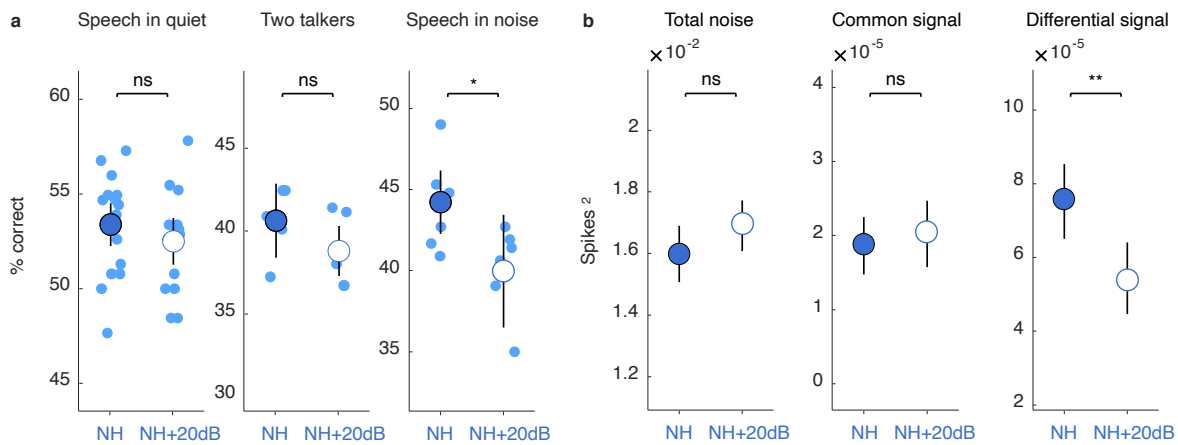 a
Speech in quiet
Two talkers
Speech in noise
% correct
60
55
50
45
ns
NH
NH+20dB
45
40
35
30
ns
NH
NH+20dB
50
45
40
35
*
NH
NH+20dB
b
Total noise
Common signal
Differential signal
Spikes ²
×10⁻²
2
1.8
1.6
1.4
1.2
ns
NH
NH+20dB
×10⁻⁵
4
3
2
1
0
ns
NH
NH+20dB
×10⁻⁵
10
8
6
4
2
**
NH
NH+20dB